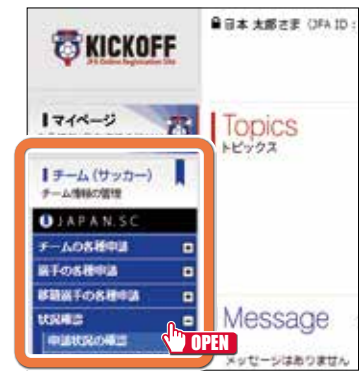 KICKOFF
JFA Online Registration Site
日本 太郎さま (JFA ID :
マイページ
Topics
トピックス
チーム (サッカー)
チーム情報の管理
JAPAN.SC
チームの各種申請
選手の各種申請
移籍選手の各種申請
状況確認
OPEN
申請状況の確認
Message
メッセージはありません